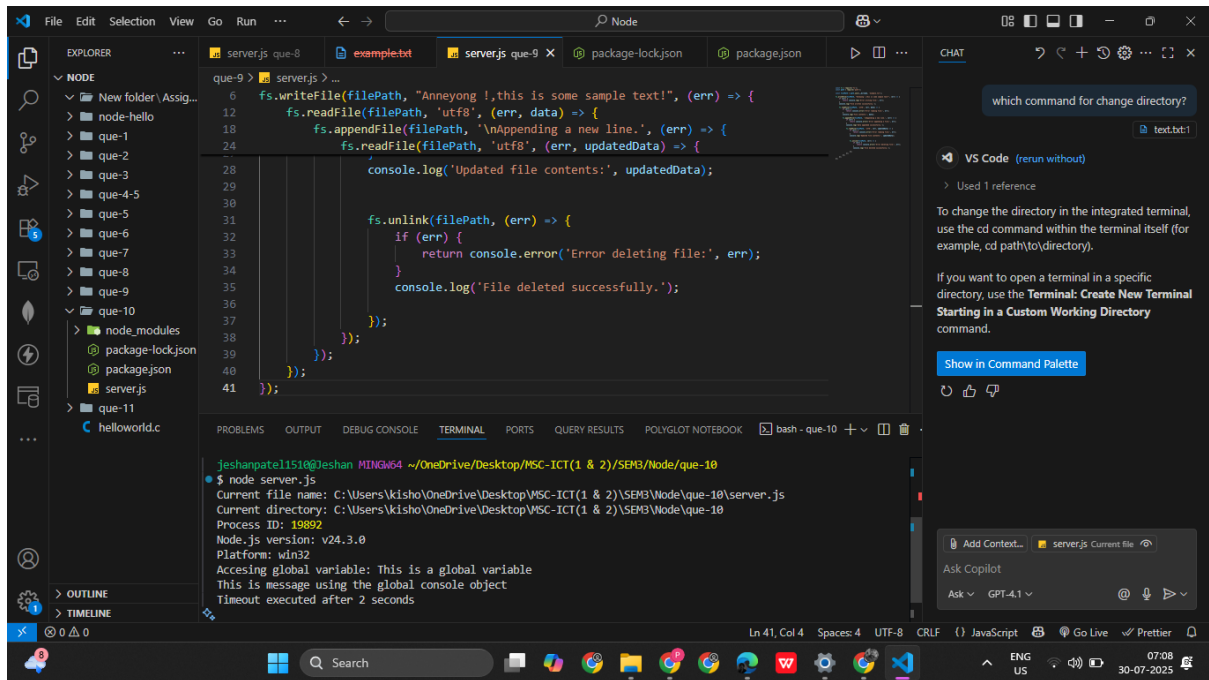 File Edit Selection View Go Run ··· ← → Node
EXPLORER ···
NODE
New folder \ Assig...
node-hello
que-1
que-2
que-3
que-4-5
que-5
que-6
que-7
que-8
que-9
que-10
node_modules
package-lock.json
package.json
server.js
que-11
helloworld.c
OUTLINE
TIMELINE
5
1
server.js que-8 example.txt server.js que-9 package-lock.json package.json
que-9 > server.js > ...
6 fs.writeFile(filePath, "Anneyong !,this is some sample text!", (err) => {
12 fs.readFile(filePath, 'utf8', (err, data) => {
18 fs.appendFile(filePath, '\nAppending a new line.', (err) => {
24 fs.readFile(filePath, 'utf8', (err, updatedData) => {
28 console.log('Updated file contents:', updatedData);
29
30
31 fs.unlink(filePath, (err) => {
32 if (err) {
33 return console.error('Error deleting file:', err);
34 }
35 console.log('File deleted successfully.');
36
37 });
38 });
39 });
40 });
41 });
PROBLEMS OUTPUT DEBUG CONSOLE TERMINAL PORTS QUERY RESULTS POLYGLOT NOTEBOOK bash - que-10
jeshanpatel1510@Jeshan MINGW64 ~/OneDrive/Desktop/MSC-ICT(1 & 2)/SEM3/Node/que-10
$ node server.js
Current file name: C:\Users\kisho\OneDrive\Desktop\MSC-ICT(1 & 2)\SEM3\Node\que-10\server.js
Current directory: C:\Users\kisho\OneDrive\Desktop\MSC-ICT(1 & 2)\SEM3\Node\que-10
Process ID: 19892
Node.js version: v24.3.0
Platform: win32
Accesing global variable: This is a global variable
This is message using the global console object
Timeout executed after 2 seconds
CHAT
which command for change directory?
text.txt:1
VS Code (rerun without)
Used 1 reference
To change the directory in the integrated terminal,
use the cd command within the terminal itself (for
example, cd path\to\directory).
If you want to open a terminal in a specific
directory, use the Terminal: Create New Terminal
Starting in a Custom Working Directory
command.
Show in Command Palette
Add Context... server.js Current file
Ask Copilot
Ask GPT-4.1
0 0 Ln 41, Col 4 Spaces: 4 UTF-8 CRLF {} JavaScript Go Live Prettier
8 Search ENG 07:08
US 30-07-2025